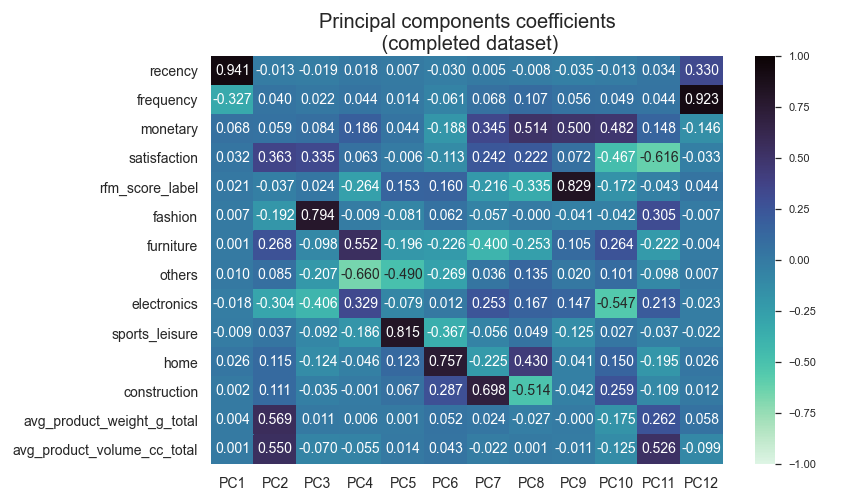 Principal components coefficients
(completed dataset)
recency 0.941 -0.013 -0.019 0.018 0.007 -0.030 0.005 -0.008 -0.035 -0.013 0.034 0.330
frequency -0.327 0.040 0.022 0.044 0.014 -0.061 0.068 0.107 0.056 0.049 0.044 0.923
monetary 0.068 0.059 0.084 0.186 0.044 -0.188 0.345 0.514 0.500 0.482 0.148 -0.146
satisfaction 0.032 0.363 0.335 0.063 -0.006 -0.113 0.242 0.222 0.072 -0.467 -0.616 -0.033
rfm_score_label 0.021 -0.037 0.024 -0.264 0.153 0.160 -0.216 -0.335 0.829 -0.172 -0.043 0.044
fashion 0.007 -0.192 0.794 -0.009 -0.081 0.062 -0.057 -0.000 -0.041 -0.042 0.305 -0.007
furniture 0.001 0.268 -0.098 0.552 -0.196 -0.226 -0.400 -0.253 0.105 0.264 -0.222 -0.004
others 0.010 0.085 -0.207 -0.660 -0.490 -0.269 0.036 0.135 0.020 0.101 -0.098 0.007
electronics -0.018 -0.304 -0.406 0.329 -0.079 0.012 0.253 0.167 0.147 -0.547 0.213 -0.023
sports_leisure -0.009 0.037 -0.092 -0.186 0.815 -0.367 -0.056 0.049 -0.125 0.027 -0.037 -0.022
home 0.026 0.115 -0.124 -0.046 0.123 0.757 -0.225 0.430 -0.041 0.150 -0.195 0.026
construction 0.002 0.111 -0.035 -0.001 0.067 0.287 0.698 -0.514 -0.042 0.259 -0.109 0.012
avg_product_weight_g_total 0.004 0.569 0.011 0.006 0.001 0.052 0.024 -0.027 -0.000 -0.175 0.262 0.058
avg_product_volume_cc_total 0.001 0.550 -0.070 -0.055 0.014 0.043 -0.022 0.001 -0.011 -0.125 0.526 -0.099
PC1 PC2 PC3 PC4 PC5 PC6 PC7 PC8 PC9 PC10 PC11 PC12
1.00
0.75
0.50
0.25
0.00
-0.25
-0.50
-0.75
-1.00